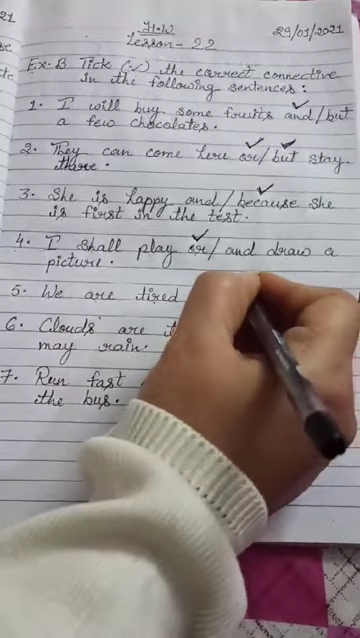 21
H.W
29/01/2021
Lesson - 22
Ex-B Tick (✓) the correct connective
in the following sentences :
1. I will buy some fruits and/but
a few chocolates.
2. They can come here or/but stay
there.
3. She is happy and/because she
is first in the test.
4. I shall play or/and draw a
picture.
5. We are tired
6. Clouds are
may rain.
7. Run fast
the bus.